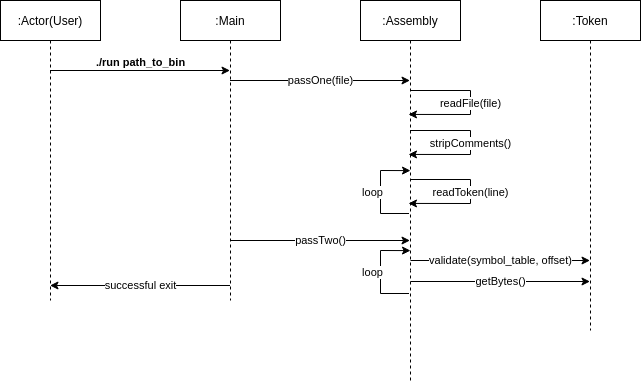 :Actor(User)
:Main
:Assembly
:Token
./run path_to_bin
passOne(file)
readFile(file)
stripComments()
loop
readToken(line)
passTwo()
validate(symbol_table, offset)
loop
getBytes()
successful exit